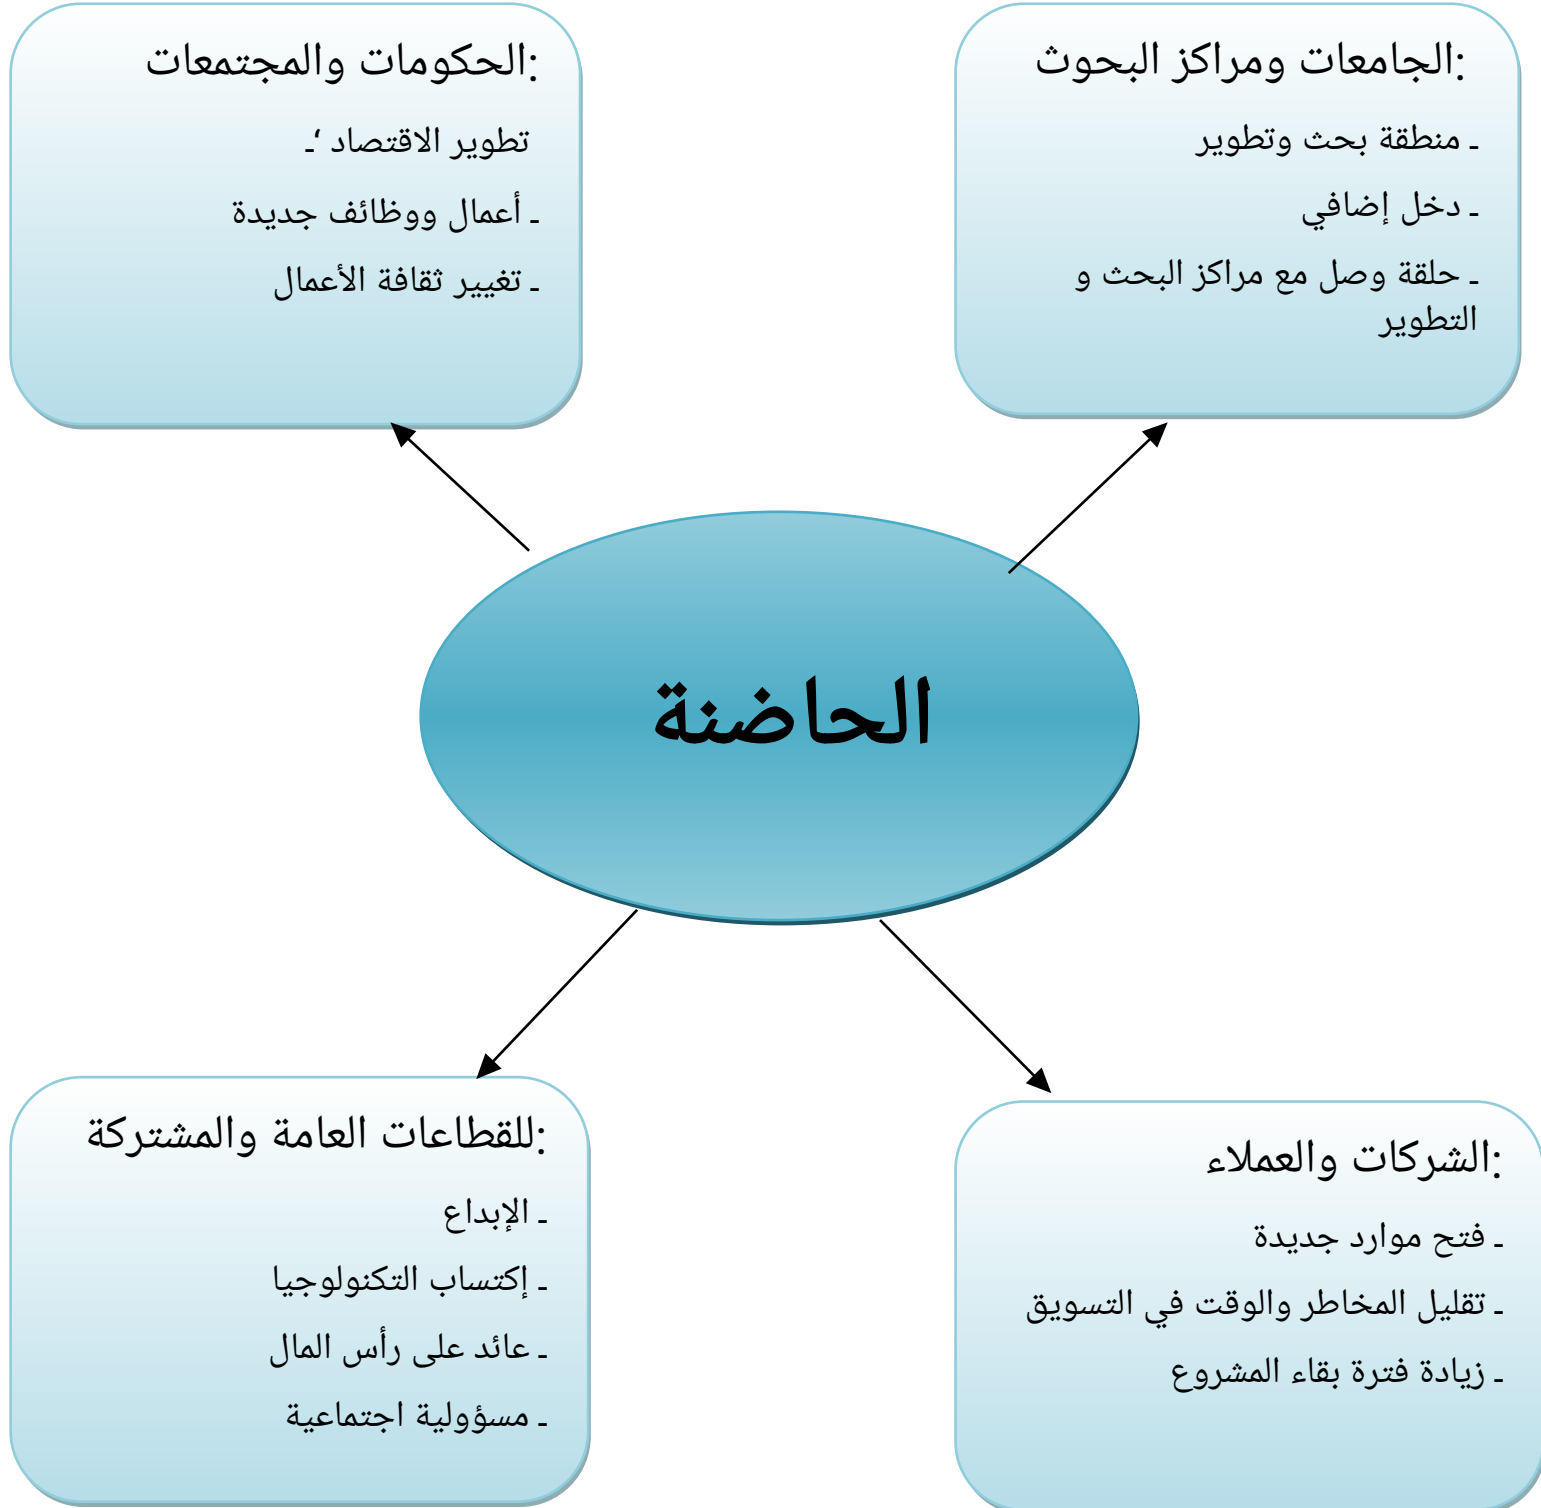 الجامعات ومراكز البحوث:
ـ منطقة بحث وتطوير
ـ دخل إضافي
ـ حلقة وصل مع مراكز البحث و
التطوير
الحكومات والمجتمعات:
تطوير الاقتصاد ‘ـ
ـ أعمال ووظائف جديدة
ـ تغيير ثقافة الأعمال
الحاضنة
الشركات والعملاء:
ـ فتح موارد جديدة
ـ تقليل المخاطر والوقت في التسويق
ـ زيادة فترة بقاء المشروع
للقطاعات العامة والمشتركة:
ـ الإبداع
ـ إكتساب التكنولوجيا
ـ عائد على رأس المال
ـ مسؤولية اجتماعية